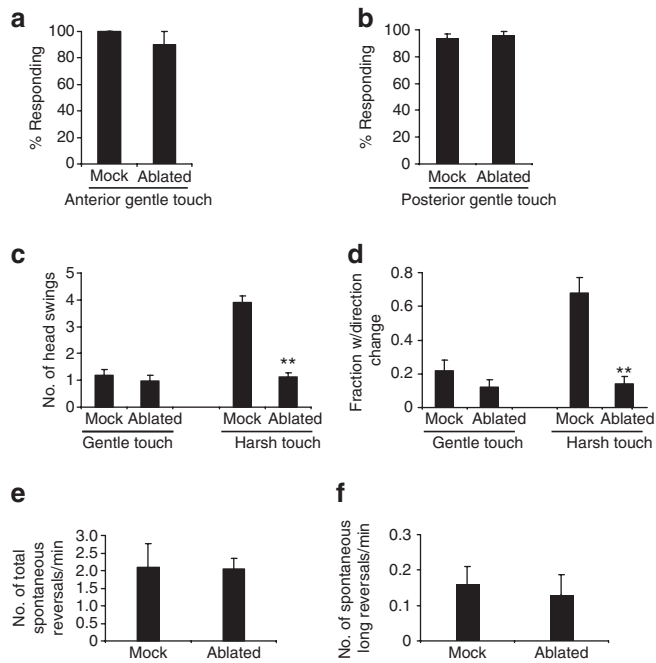 a
% Responding
100
80
60
40
20
0
Mock Ablated
Anterior gentle touch
b
% Responding
100
80
60
40
20
0
Mock Ablated
Posterior gentle touch
c
No. of head swings
5
4
3
2
1
0
**
Mock Ablated Mock Ablated
Gentle touch Harsh touch
d
Fraction w/direction
change
0.8
0.6
0.4
0.2
0
**
Mock Ablated Mock Ablated
Gentle touch Harsh touch
e
No. of total
spontaneous
reversals/min
3.0
2.5
2.0
1.5
1.0
0.5
0
Mock Ablated
f
No. of spontaneous
long reversals/min
0.3
0.2
0.1
0
Mock Ablated